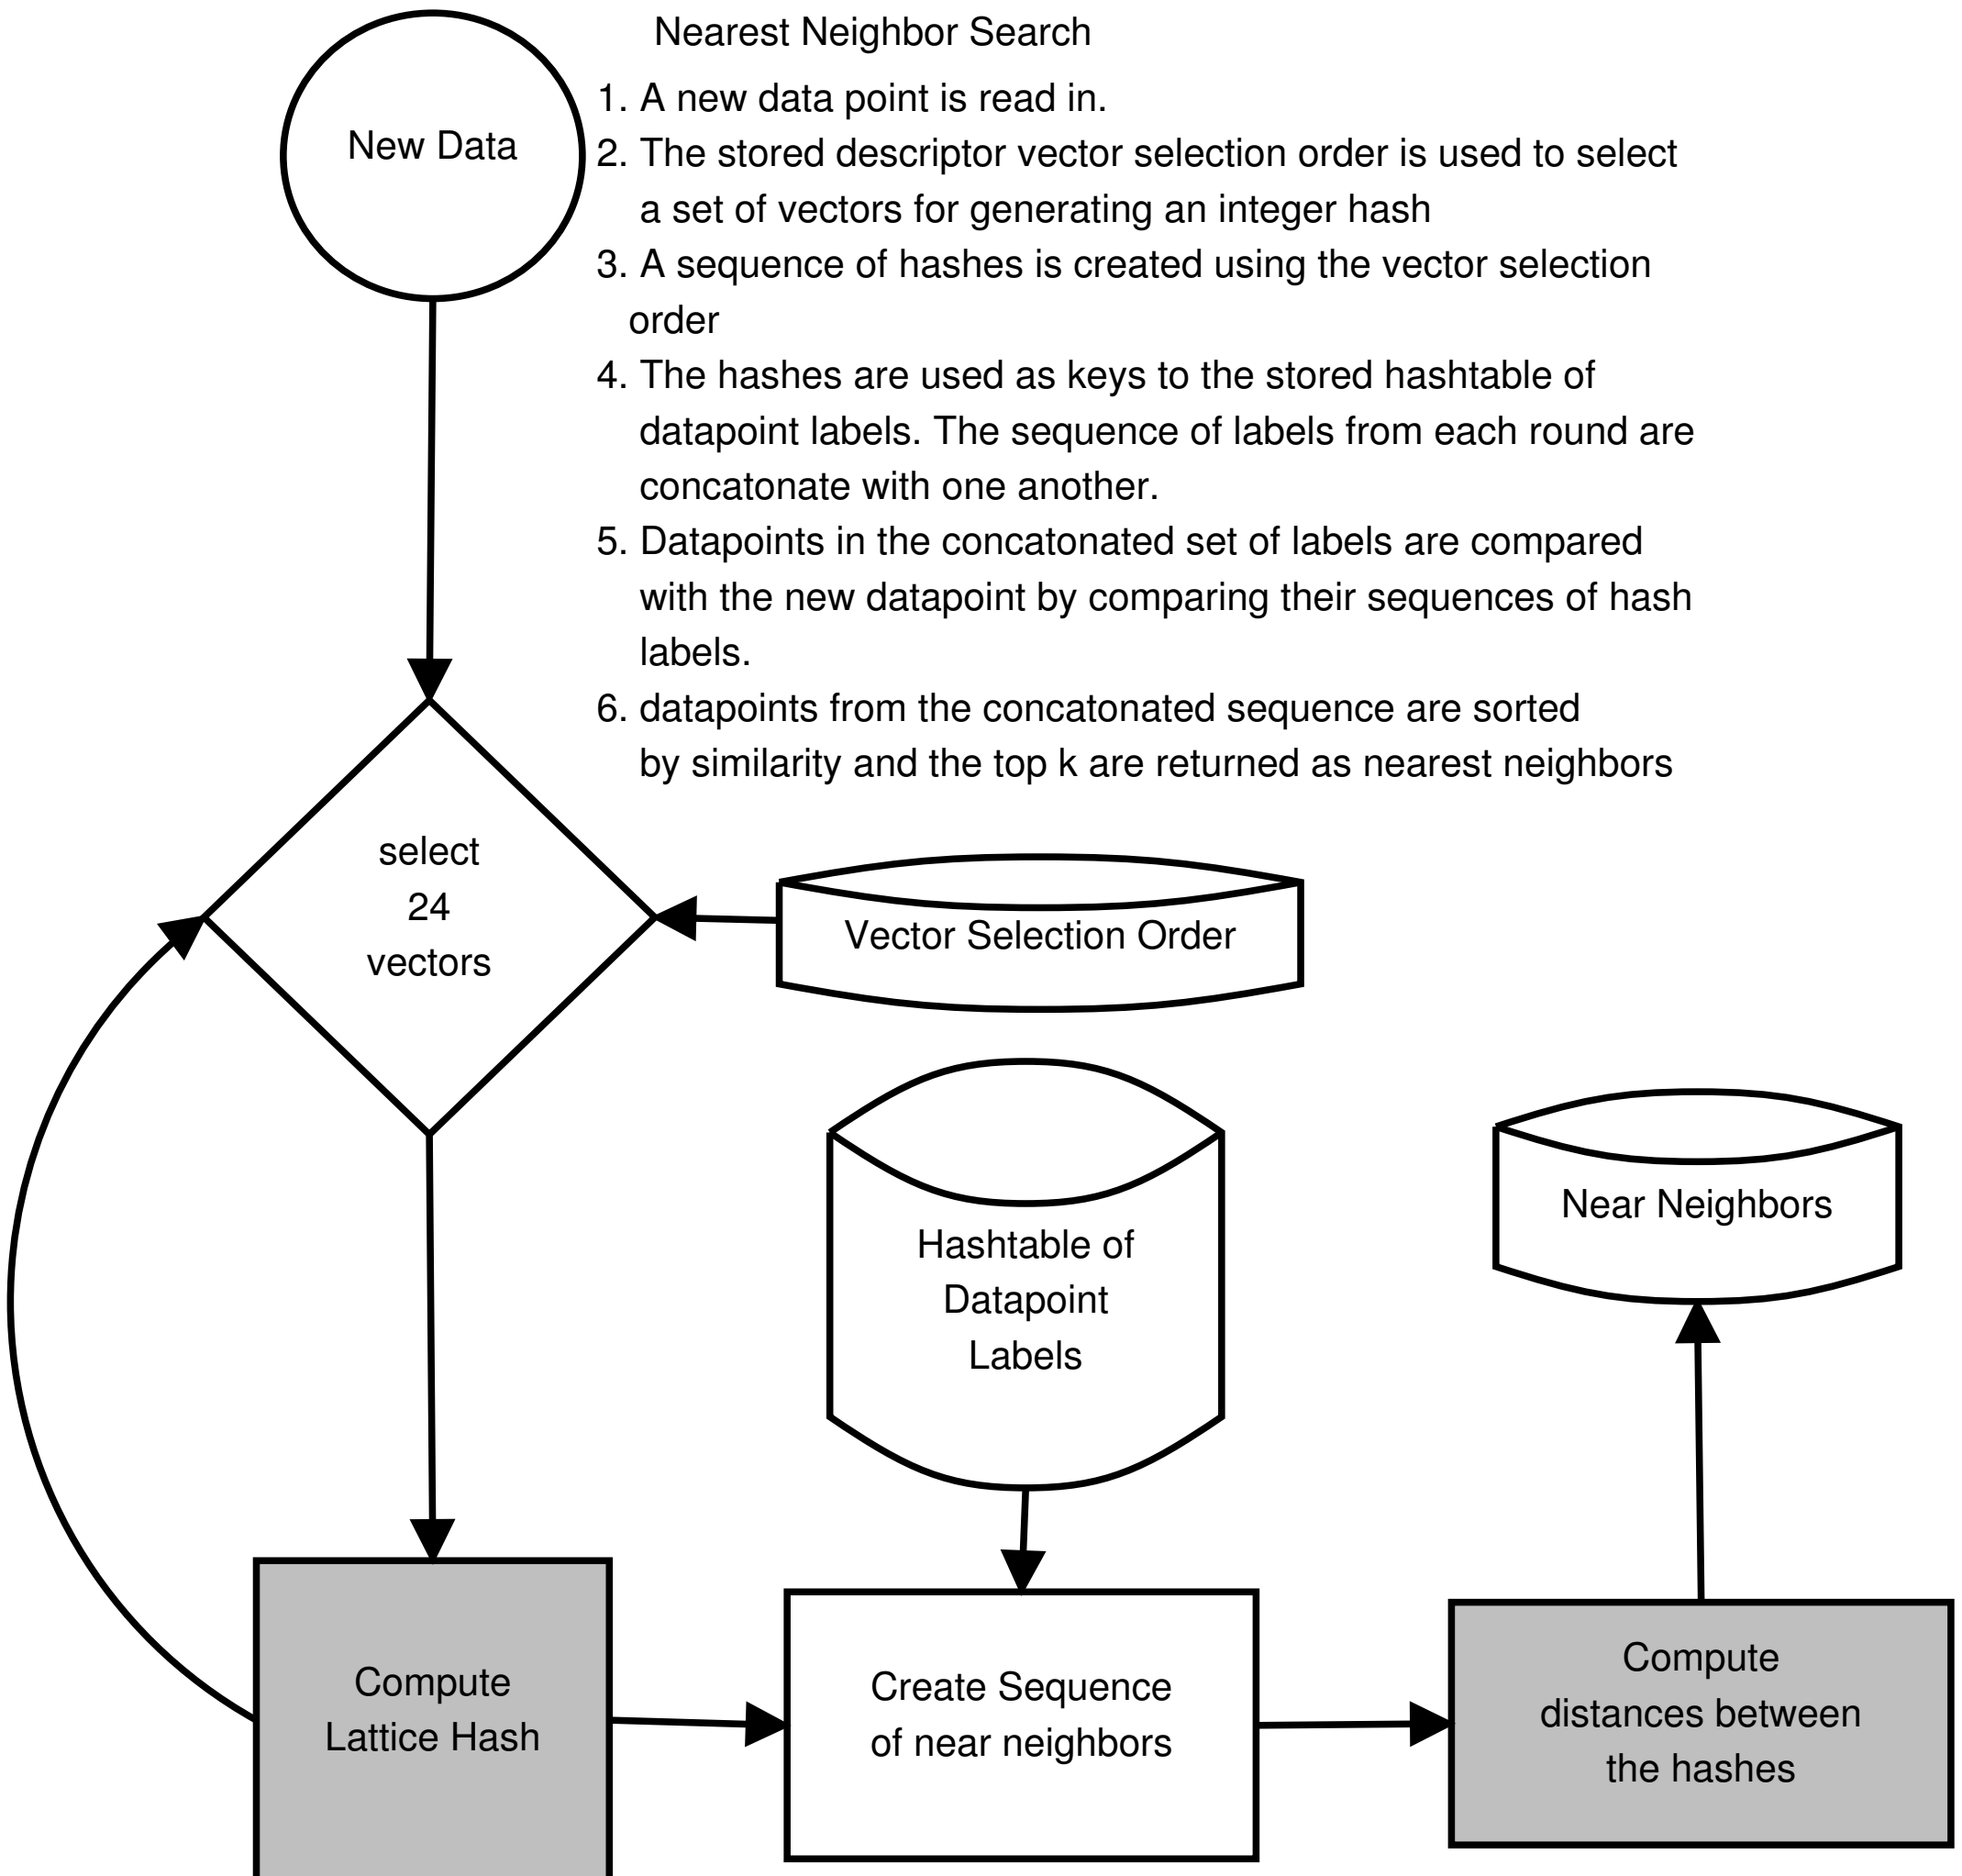 Nearest Neighbor Search
New Data
1. A new data point is read in.
2. The stored descriptor vector selection order is used to select
a set of vectors for generating an integer hash
3. A sequence of hashes is created using the vector selection
order
4. The hashes are used as keys to the stored hashtable of
datapoint labels. The sequence of labels from each round are
concatonate with one another.
5. Datapoints in the concatonated set of labels are compared
with the new datapoint by comparing their sequences of hash
labels.
6. datapoints from the concatonated sequence are sorted
by similarity and the top k are returned as nearest neighbors
select
24
vectors
Vector Selection Order
Hashtable of
Datapoint
Labels
Near Neighbors
Compute
Lattice Hash
Create Sequence
of near neighbors
Compute
distances between
the hashes